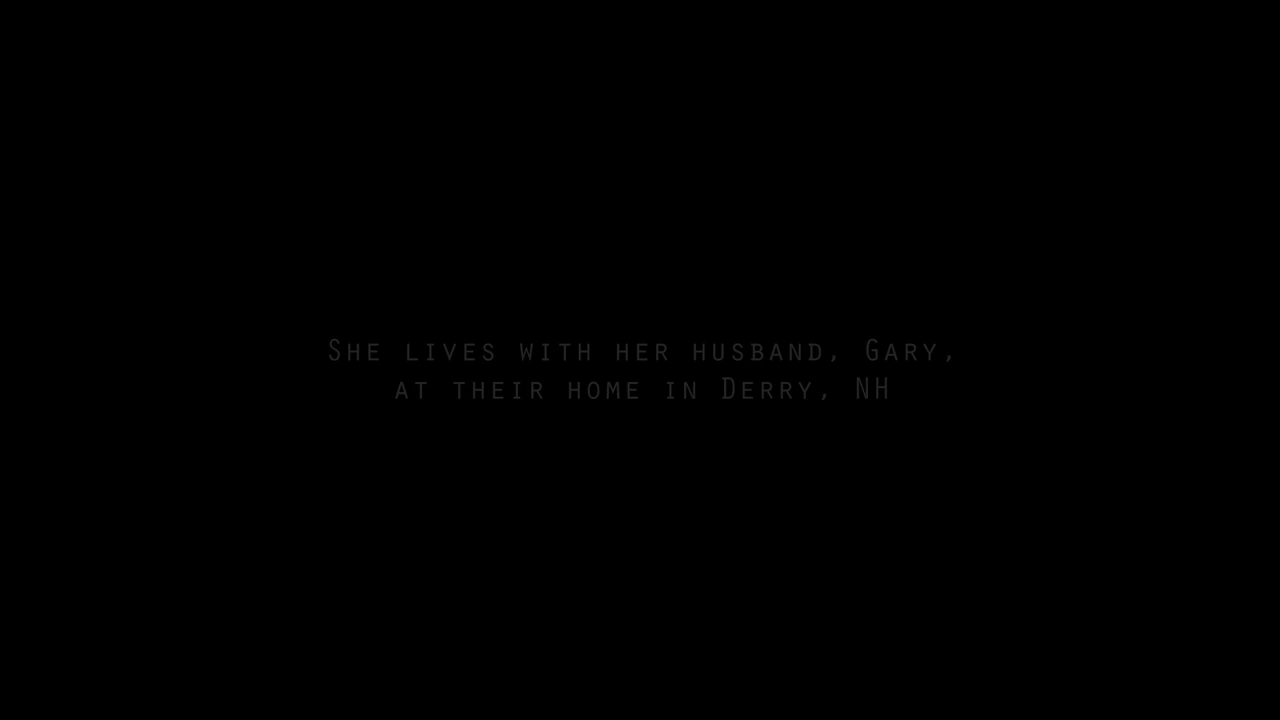 She lives with her husband, Gary,
at their home in Derry, NH